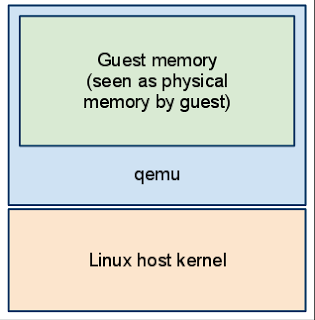 Guest memory
(seen as physical
memory by guest)
qemu
Linux host kernel